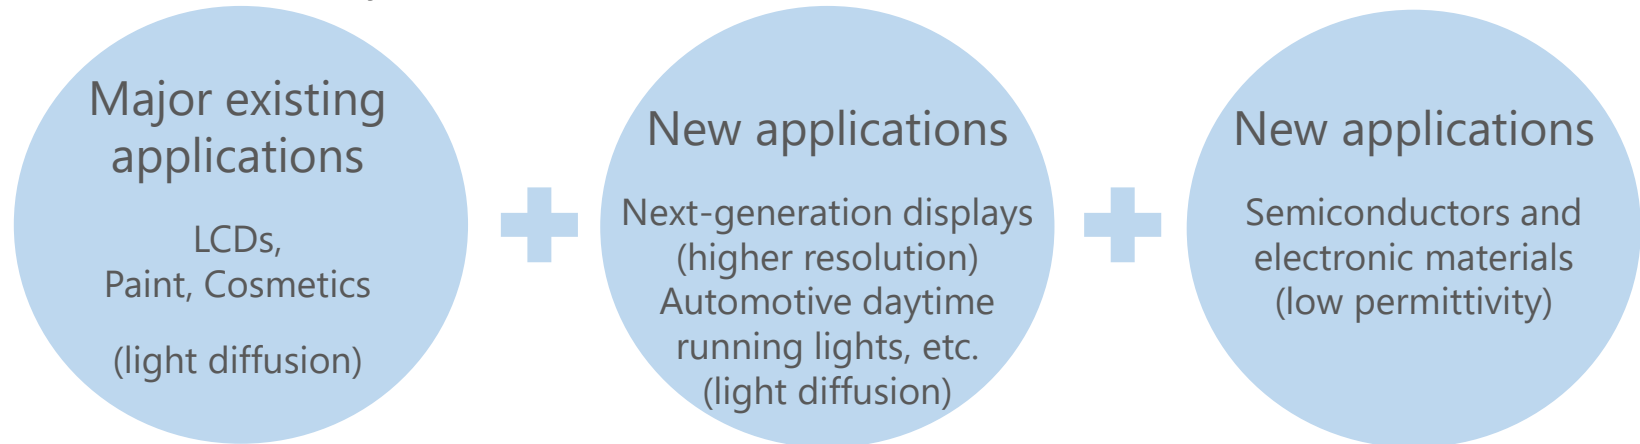 Major existing
applications
LCDs,
Paint, Cosmetics
(light diffusion)
New applications
Next-generation displays
(higher resolution)
Automotive daytime
running lights, etc.
(light diffusion)
New applications
Semiconductors and
electronic materials
(low permittivity)